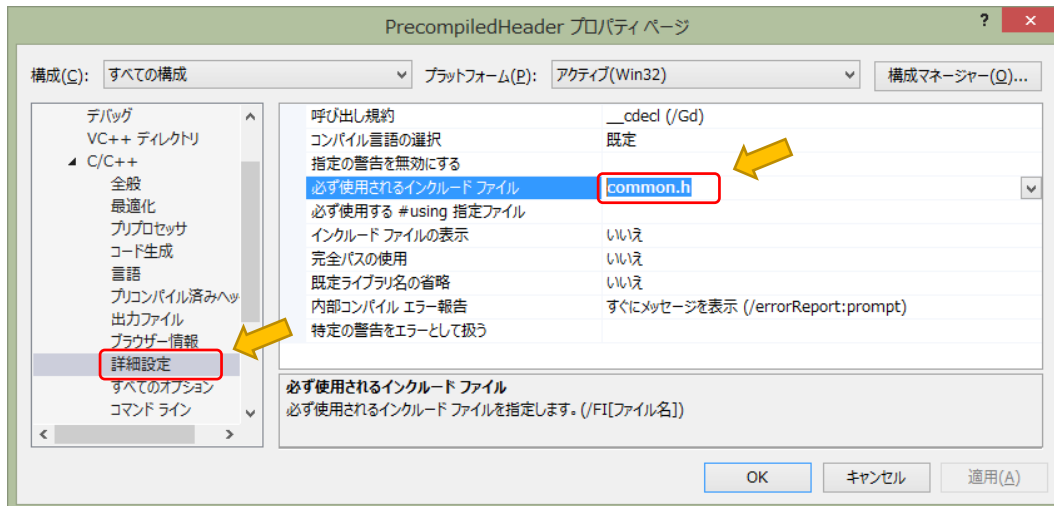 PrecompiledHeader プロパティ ページ
? ×
構成(C): すべての構成 プラットフォーム(P): アクティブ(Win32) 構成マネージャー(O)...
デバッグ
VC++ ディレクトリ
C/C++
全般
最適化
プリプロセッサ
コード生成
言語
プリコンパイル済みヘッ
出力ファイル
ブラウザー情報
詳細設定
すべてのオプション
コマンド ライン
呼び出し規約 __cdecl (/Gd)
コンパイル言語の選択 既定
指定の警告を無効にする
必ず使用されるインクルード ファイル common.h
必ず使用する #using 指定ファイル
インクルード ファイルの表示 いいえ
完全パスの使用 いいえ
既定ライブラリ名の省略 いいえ
内部コンパイル エラー報告 すぐにメッセージを表示 (/errorReport:prompt)
特定の警告をエラーとして扱う
必ず使用されるインクルード ファイル
必ず使用されるインクルード ファイルを指定します。(/FI[ファイル名])
OK キャンセル 適用(A)